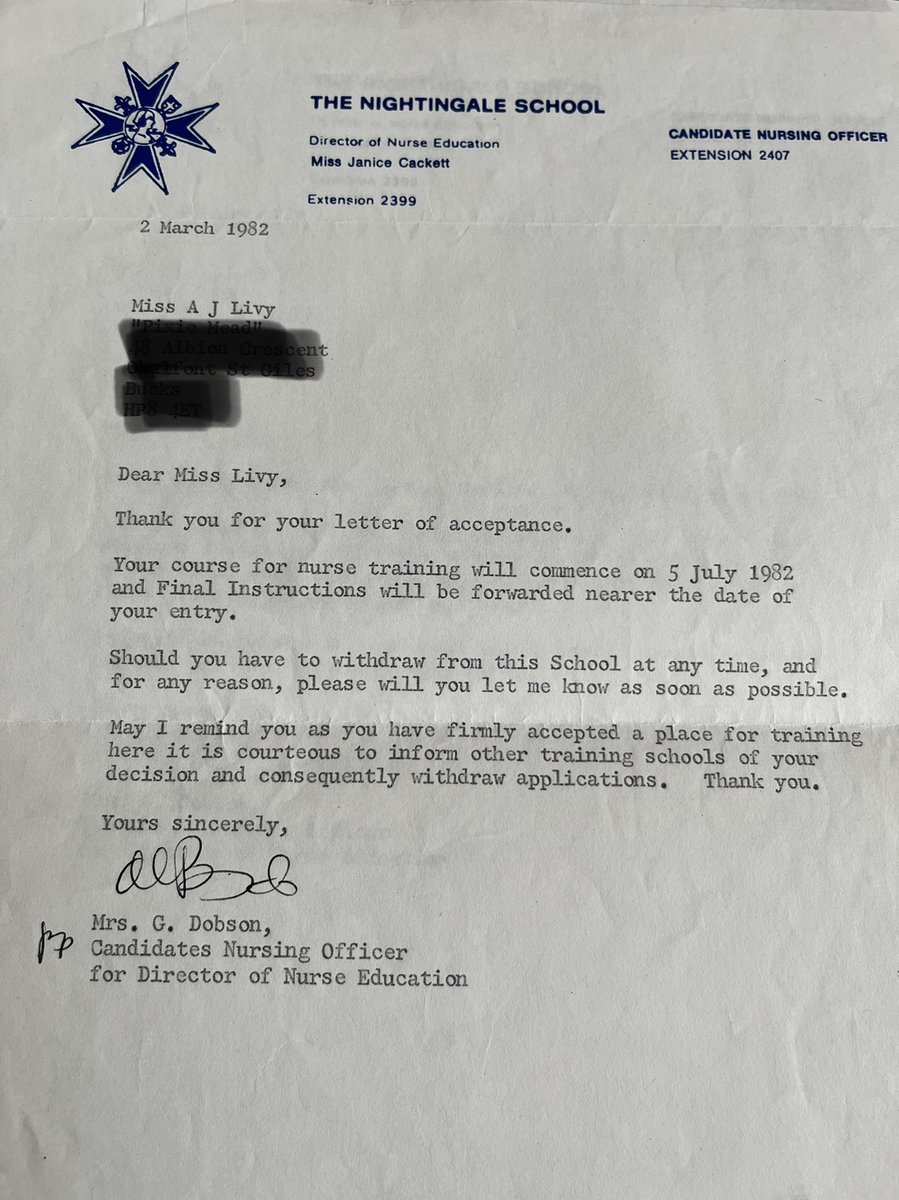 THE NIGHTINGALE SCHOOL
Director of Nurse Education
Miss Janice Cackett
Extension 2399
CANDIDATE NURSING OFFICER
EXTENSION 2407
2 March 1982
Miss A J Livy
Dear Miss Livy,
Thank you for your letter of acceptance.
Your course for nurse training will commence on 5 July 1982
and Final Instructions will be forwarded nearer the date of
your entry.
Should you have to withdraw from this School at any time, and
for any reason, please will you let me know as soon as possible.
May I remind you as you have firmly accepted a place for training
here it is courteous to inform other training schools of your
decision and consequently withdraw applications. Thank you.
Yours sincerely,
pp Mrs. G. Dobson,
Candidates Nursing Officer
for Director of Nurse Education